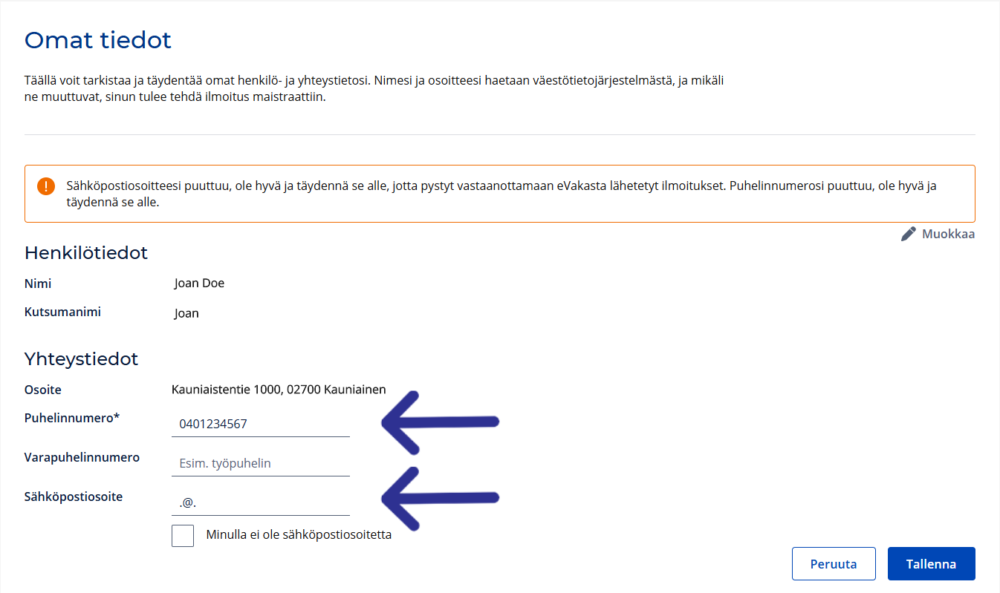 Omat tiedot
Täällä voit tarkistaa ja täydentää omat henkilö- ja yhteystietosi. Nimesi ja osoitteesi haetaan väestötietojärjestelmästä, ja mikäli
ne muuttuvat, sinun tulee tehdä ilmoitus maistraattiin.
Sähköpostiosoitteesi puuttuu, ole hyvä ja täydennä se alle, jotta pystyt vastaanottamaan eVakasta lähetetyt ilmoitukset. Puhelinnumerosi puuttuu, ole hyvä ja
täydennä se alle.
Muokkaa
Henkilötiedot
Nimi Joan Doe
Kutsumanimi Joan
Yhteystiedot
Osoite Kauniaistentie 1000, 02700 Kauniainen
Puhelinnumero* 0401234567
Varapuhelinnumero Esim. työpuhelin
Sähköpostiosoite .@.
Minulla ei ole sähköpostiosoitetta
Peruuta Tallenna